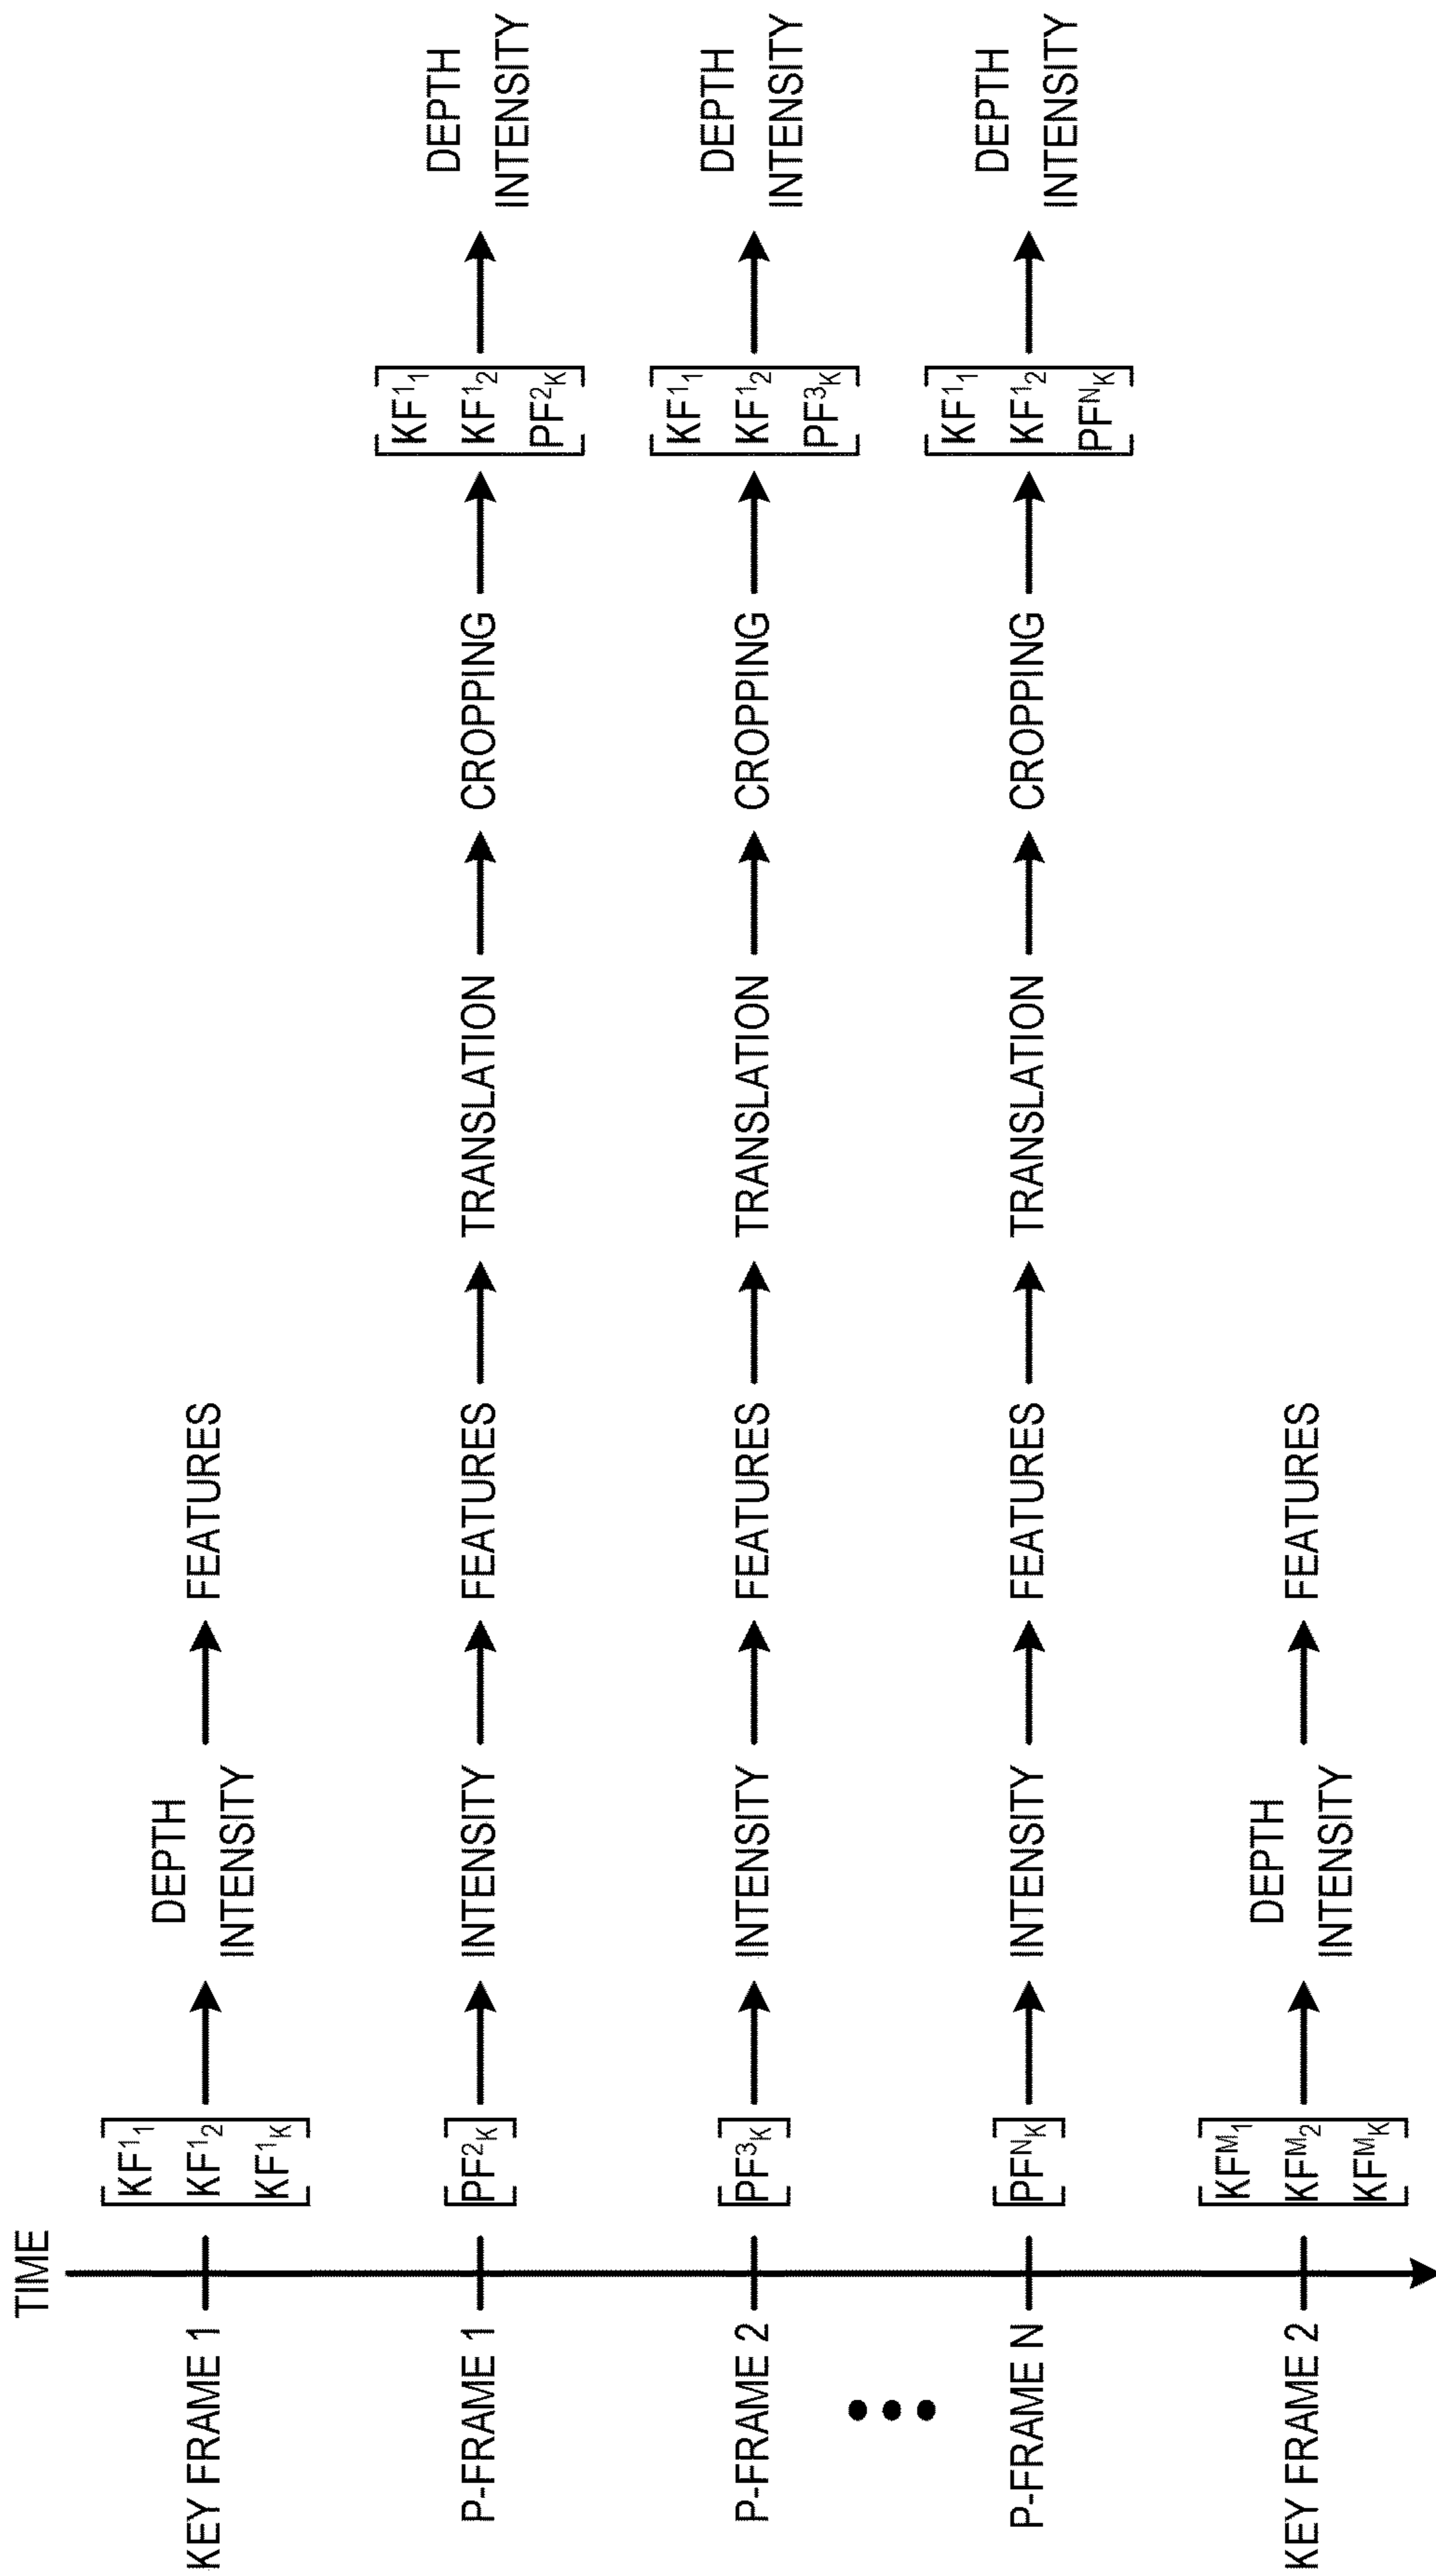 TIME
KEY FRAME 1
KF¹₁
KF¹₂
KF¹K
DEPTH
INTENSITY
FEATURES
P-FRAME 1
PF²K
INTENSITY
FEATURES
TRANSLATION
CROPPING
KF¹₁
KF¹₂
PF²K
DEPTH
INTENSITY
P-FRAME 2
PF³K
INTENSITY
FEATURES
TRANSLATION
CROPPING
KF¹₁
KF¹₂
PF³K
DEPTH
INTENSITY
P-FRAME N
PFᴺK
INTENSITY
FEATURES
TRANSLATION
CROPPING
KF¹₁
KF¹₂
PFᴺK
DEPTH
INTENSITY
KEY FRAME 2
KFᴹ₁
KFᴹ₂
KFᴹK
DEPTH
INTENSITY
FEATURES